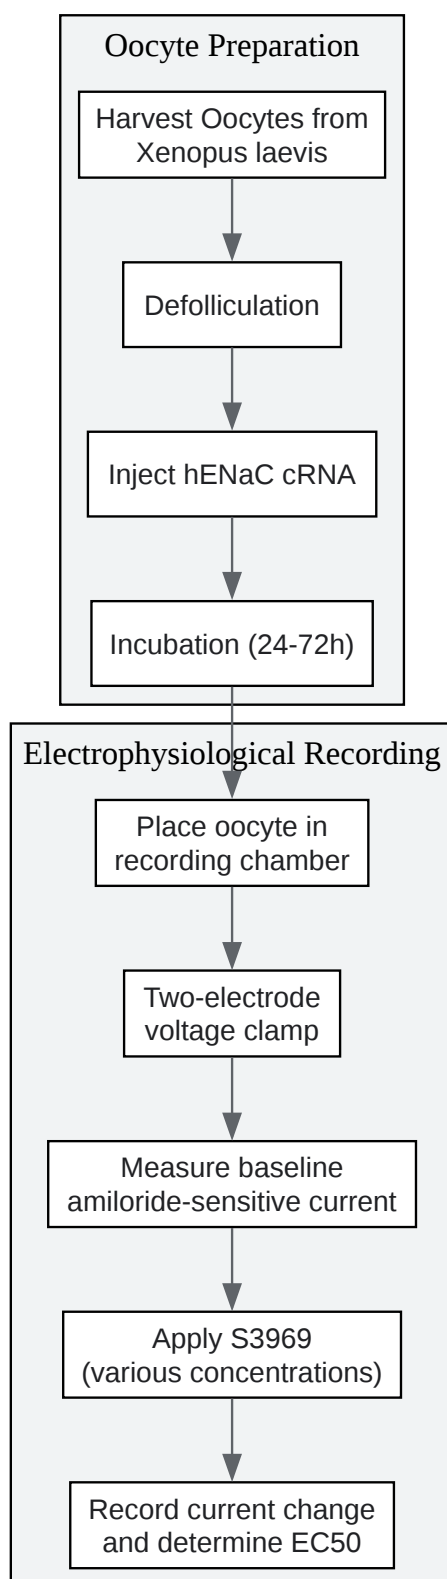 Oocyte Preparation
Harvest Oocytes from
Xenopus laevis
Defolliculation
Inject hENaC cRNA
Incubation (24-72h)
Electrophysiological Recording
Place oocyte in
recording chamber
Two-electrode
voltage clamp
Measure baseline
amiloride-sensitive current
Apply S3969
(various concentrations)
Record current change
and determine EC50